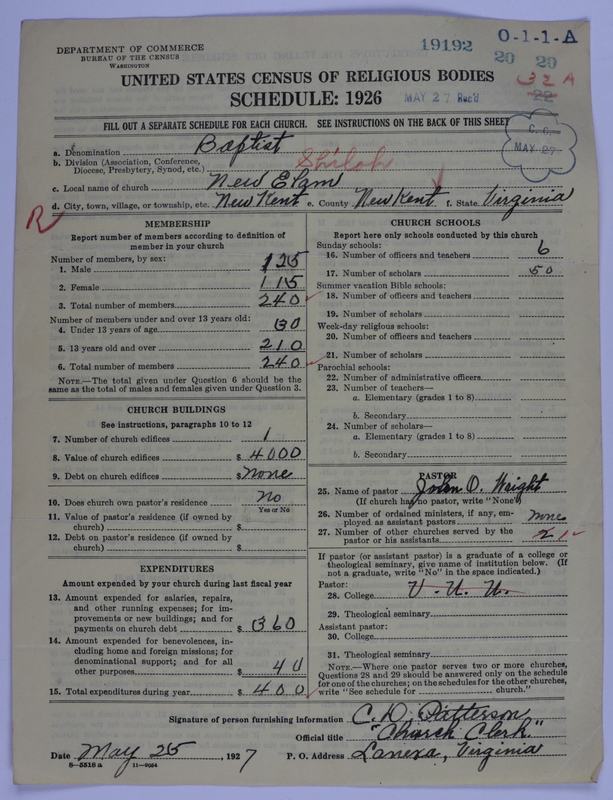 DEPARTMENT OF COMMERCE
BUREAU OF THE CENSUS
WASHINGTON
19192
O-1-1-A
20 29
32 A
22
UNITED STATES CENSUS OF RELIGIOUS BODIES
SCHEDULE: 1926
MAY 27 Rec'd
FILL OUT A SEPARATE SCHEDULE FOR EACH CHURCH. SEE INSTRUCTIONS ON THE BACK OF THIS SHEET
C. C.
MAY 27
a. Denomination Baptist
b. Division (Association, Conference, Diocese, Presbytery, Synod, etc.) Shiloh
c. Local name of church New Elam
d. City, town, village, or township, etc. New Kent e. County New Kent f. State Virginia
R
MEMBERSHIP
Report number of members according to definition of
member in your church
Number of members, by sex:
1. Male 125
2. Female 115
3. Total number of members 240
Number of members under and over 13 years old:
4. Under 13 years of age 30
5. 13 years old and over 210
6. Total number of members 240
NOTE.—The total given under Question 6 should be
same as the total of males and females given under Question 3.
CHURCH BUILDINGS
See instructions, paragraphs 10 to 12
7. Number of church edifices 1
8. Value of church edifices $ 4000
9. Debt on church edifices $ None
10. Does church own pastor's residence No
Yes or No
11. Value of pastor's residence (if owned by
church) $
12. Debt on pastor's residence (if owned by
church) $
EXPENDITURES
Amount expended by your church during last fiscal year
13. Amount expended for salaries, repairs,
and other running expenses; for im-
provements or new buildings; and for
payments on church debt $ 360
14. Amount expended for benevolences, in-
cluding home and foreign missions; for
denominational support; and for all
other purposes $ 40
15. Total expenditures during year $ 400
CHURCH SCHOOLS
Report here only schools conducted by this church
Sunday schools:
16. Number of officers and teachers 6
17. Number of scholars 50
Summer vacation Bible schools:
18. Number of officers and teachers
19. Number of scholars
Week-day religious schools:
20. Number of officers and teachers
21. Number of scholars
Parochial schools:
22. Number of administrative officers
23. Number of teachers—
a. Elementary (grades 1 to 8)
b. Secondary
24. Number of scholars—
a. Elementary (grades 1 to 8)
b. Secondary
PASTOR
25. Name of pastor John O. Wright
(If church has no pastor, write "None")
26. Number of ordained ministers, if any, em-
ployed as assistant pastors None
27. Number of other churches served by the
pastor or his assistants 2 1
If pastor (or assistant pastor) is a graduate of a college or
theological seminary, give name of institution below. (If
not a graduate, write "No" in the space indicated.)
Pastor:
28. College V. U. U.
29. Theological seminary
Assistant pastor:
30. College
31. Theological seminary
NOTE.—Where one pastor serves two or more churches,
Questions 28 and 29 should be answered only on the schedule
for one of the churches; on the schedules for the other churches,
write "See schedule for church."
Signature of person furnishing information C. D. Patterson
Official title "Church Clerk"
Date May 25, 1927 P. O. Address Lanexa, Virginia
8—5518 a 11—9054